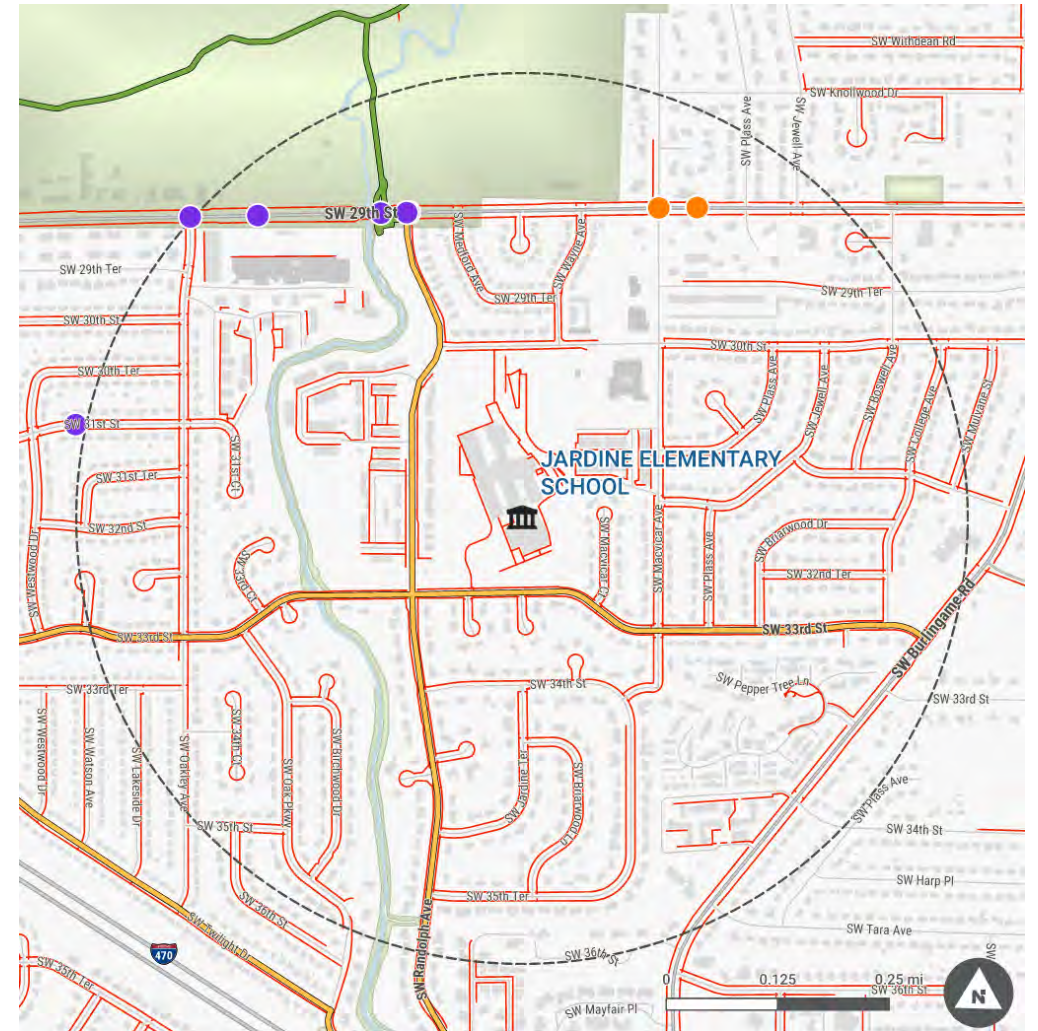 SW Withbean Rd
SW Knollwood Dr
SW Plass Ave
SW Jewell Ave
SW 29th St
SW Medford Ave
SW Wayne Ave
SW 29th Ter
SW 29th Ter
SW 29th Ter
SW 30th St
SW 30th St
SW 30th Ter
SW Plass Ave
SW Jewell Ave
SW Boswell Ave
SW College Ave
SW Mulvane St
SW 31st St
SW 31st Ct
JARDINE ELEMENTARY
SCHOOL
SW 31st Ter
SW 32nd St
SW Westwood Dr
SW 33rd Ct
SW Macvicar Pl
SW Macvicar Ave
SW Plass Ave
SW Briarwood Dr
SW 32nd Ter
SW 33rd St
SW 33rd St
SW Burlingame Rd
SW 33rd Ter
SW 34th St
SW Pepper Tree Ln
SW 33rd St
SW Westwood Dr
SW Watson Ave
SW Lakeside Dr
SW Oakley Ave
SW 34th Ct
SW Oak Pkwy
SW Birchwood Dr
SW Jardine Ter
SW Briarwood Ln
SW Plass Ave
SW 35th St
SW 34th St
SW 36th St
SW 35th Ter
SW Harp Pl
SW Twilight Dr
SW Randolph Ave
SW Tara Ave
SW
470
SW 36th St
SW 35th Ter
0 0.125 0.25 mi
SW 36th St
SW Mayfair Pl
N